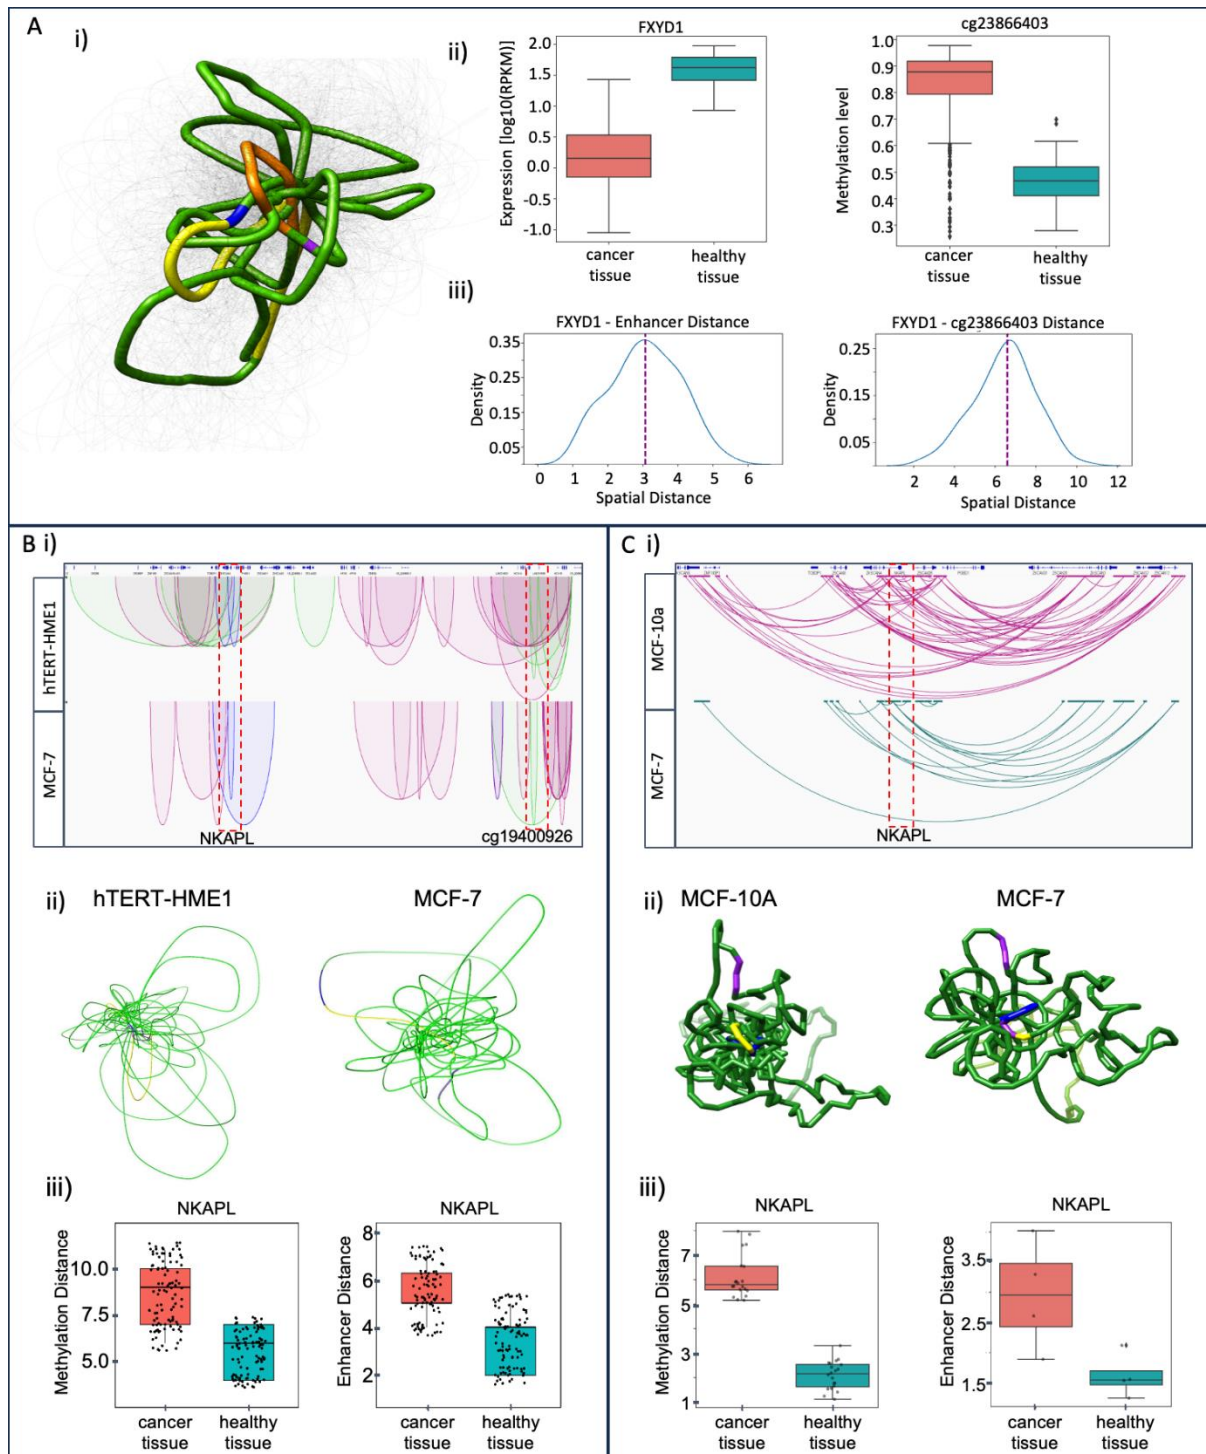 A
i)
ii)
FXYD1
Expression [log10(RPKM)]
2.0
1.5
1.0
0.5
0.0
-0.5
-1.0
cancer tissue
healthy tissue
cg23866403
Methylation level
1.0
0.9
0.8
0.7
0.6
0.5
0.4
0.3
cancer tissue
healthy tissue
iii)
FXYD1 - Enhancer Distance
Density
0.35
0.25
0.15
0.05
0 1 2 3 4 5 6
Spatial Distance
FXYD1 - cg23866403 Distance
Density
0.25
0.15
0.05
2 4 6 8 10 12
Spatial Distance
B i)
hTERT-HME1
MCF-7
NKAPL
cg19400926
ii)
hTERT-HME1
MCF-7
iii)
NKAPL
Methylation Distance
10.0
7.5
5.0
cancer tissue
healthy tissue
NKAPL
Enhancer Distance
8
6
4
2
cancer tissue
healthy tissue
C i)
MCF-10a
MCF-7
NKAPL
ii)
MCF-10A
MCF-7
iii)
NKAPL
Methylation Distance
7
5
3
1
cancer tissue
healthy tissue
NKAPL
Enhancer Distance
3.5
2.5
1.5
cancer tissue
healthy tissue